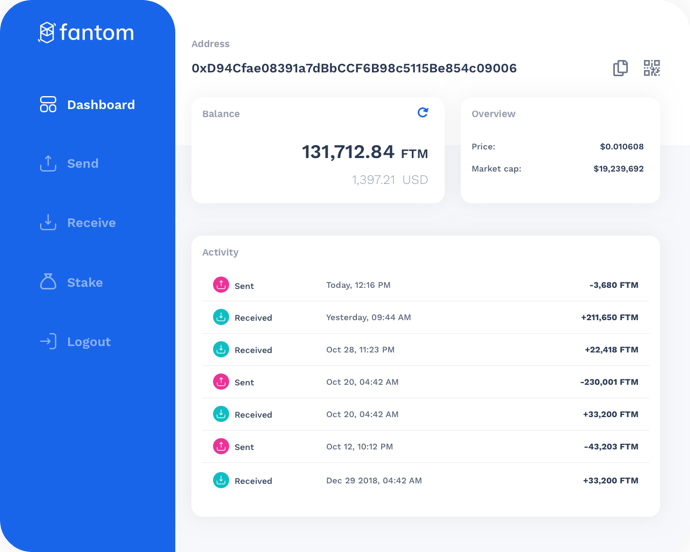 fantom
Dashboard
Send
Receive
Stake
Logout
Address
0xD94Cfae08391a7dBbCCF6B98c5115Be854c09006
Balance
131,712.84 FTM
1,397.21 USD
Overview
Price: $0.010608
Market cap: $19,239,692
Activity
Sent Today, 12:16 PM -3,680 FTM
Received Yesterday, 09:44 AM +211,650 FTM
Received Oct 28, 11:23 PM +22,418 FTM
Sent Oct 20, 04:42 AM -230,001 FTM
Received Oct 20, 04:42 AM +33,200 FTM
Sent Oct 12, 10:12 PM -43,203 FTM
Received Dec 29 2018, 04:42 AM +33,200 FTM